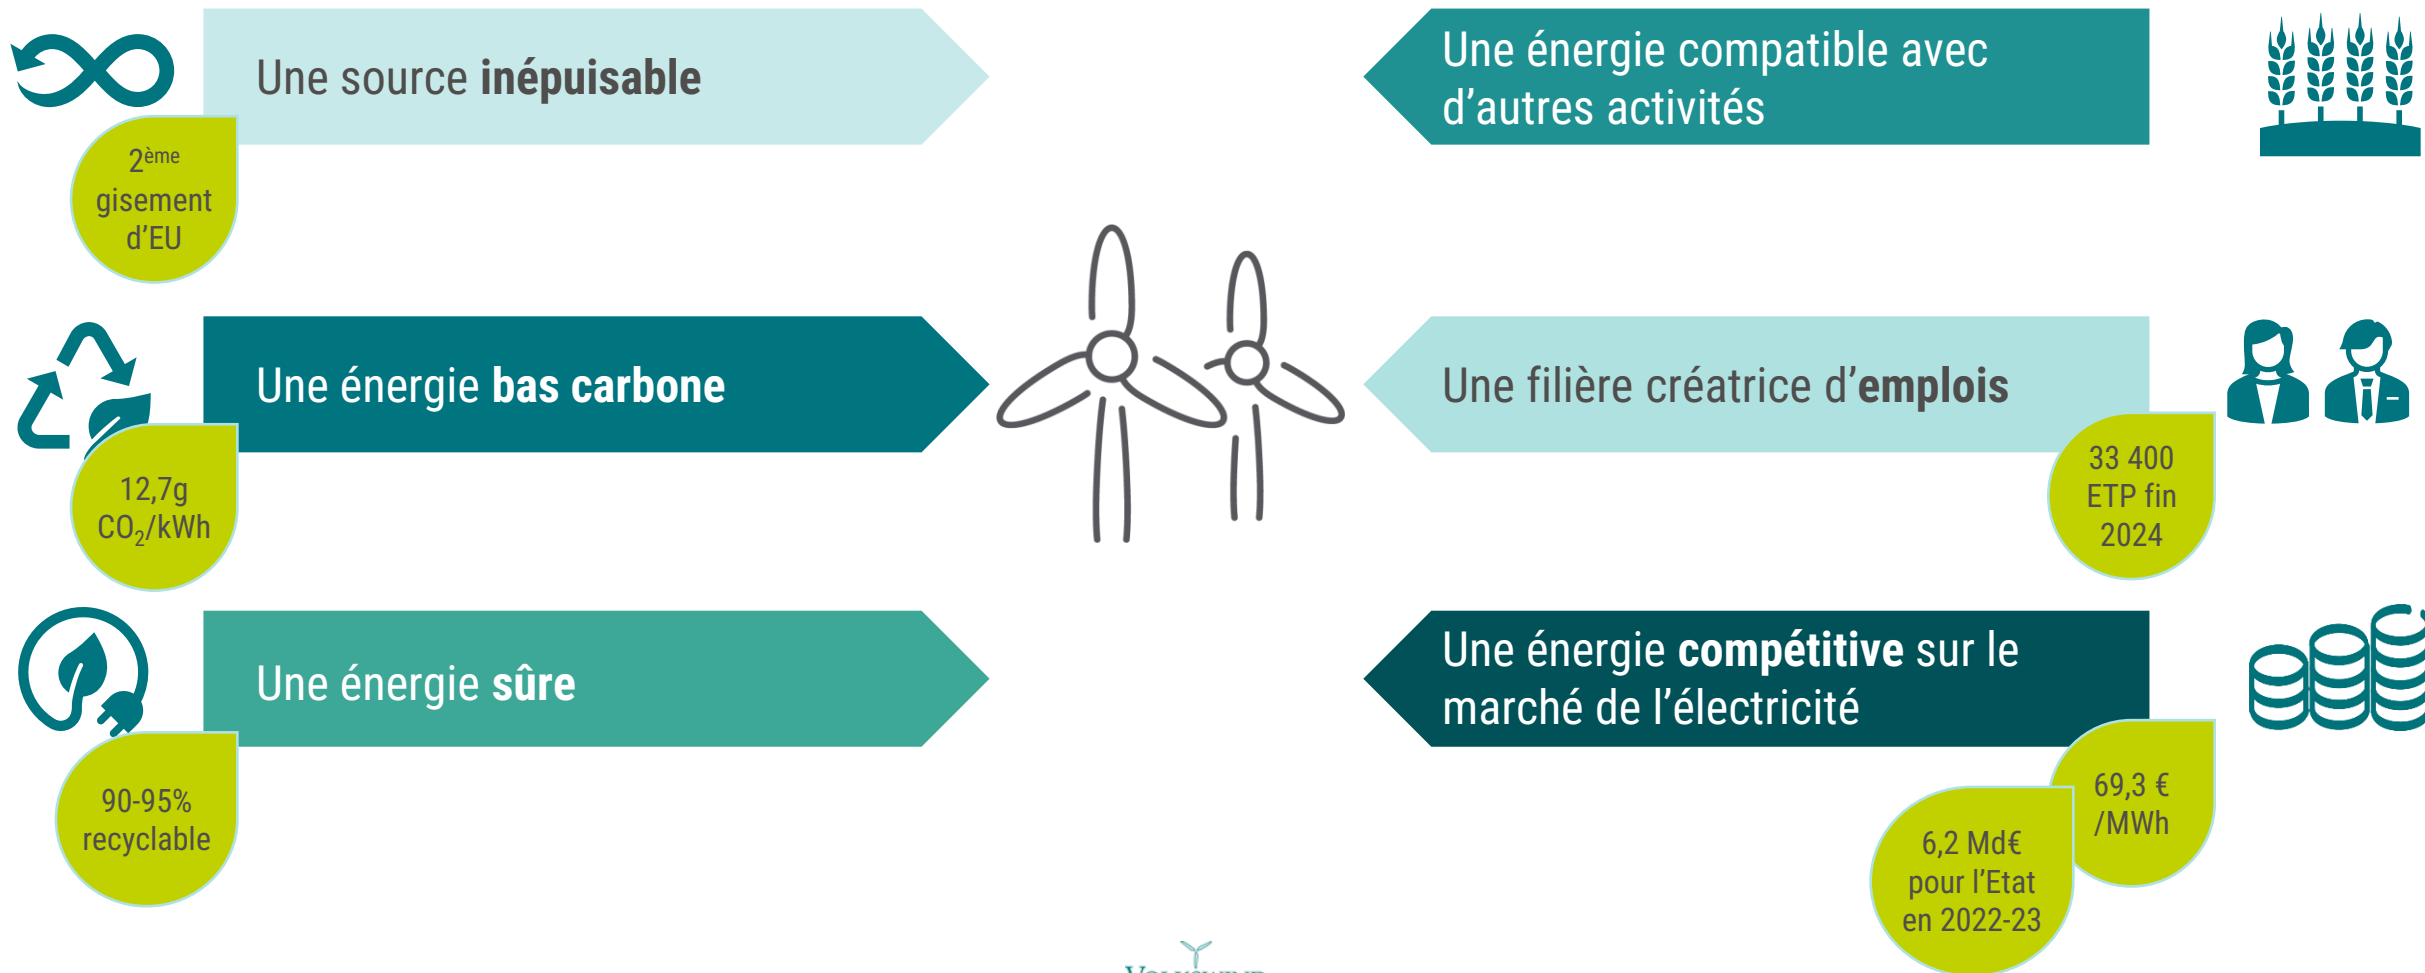 Une source inépuisable
2ème
gisement
d'EU
Une énergie bas carbone
12,7g
CO₂/kWh
Une énergie sûre
90-95%
recyclable
Une énergie compatible avec
d'autres activités
Une filière créatrice d'emplois
33 400
ETP fin
2024
Une énergie compétitive sur le
marché de l'électricité
69,3 €
/MWh
6,2 Md€
pour l'Etat
en 2022-23